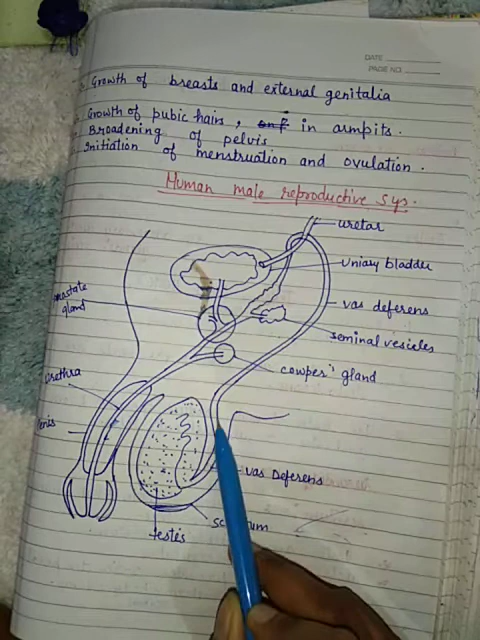 DATE
PAGE NO.
Growth of breasts and external genitalia
Growth of pubic hairs, in armpits.
Broadening of pelvis
Initiation of menstruation and ovulation.
Human male reproductive Sys.
uretar
uniary bladder
vas deferens
seminal vesicles
cowper' gland
gland
urethra
Penis
vas Deferens
testes